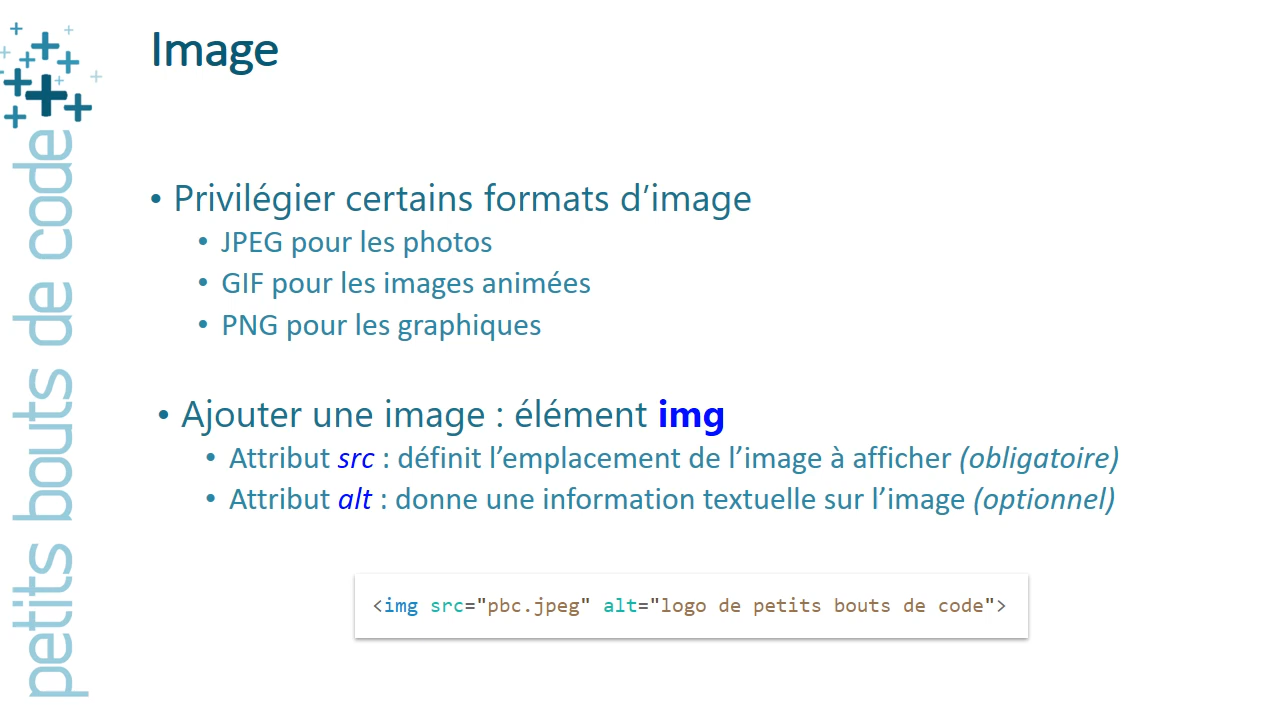 Image
petits bouts de code
• Privilégier certains formats d’image
• JPEG pour les photos
• GIF pour les images animées
• PNG pour les graphiques
• Ajouter une image : élément img
• Attribut src : définit l’emplacement de l’image à afficher (obligatoire)
• Attribut alt : donne une information textuelle sur l’image (optionnel)
<img src="pbc.jpeg" alt="logo de petits bouts de code">